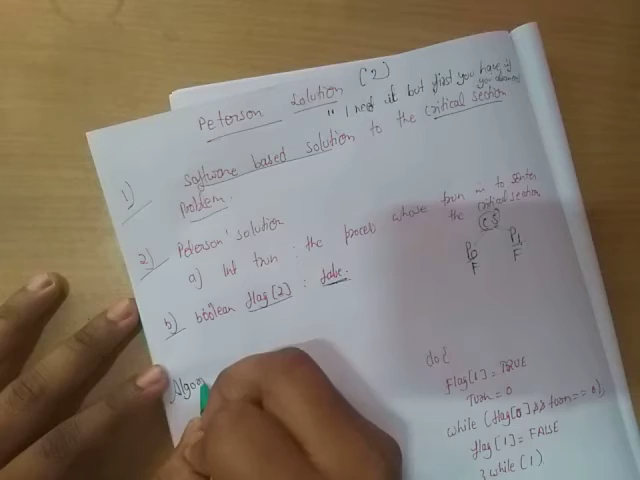 Peterson Solution (2)
" I need it but first you have if
you demand
1) Software based solution to the critical section
Problem.
2) Peterson' solution
a) Int turn : the process whose turn is to enter
the critical section
CS
P0 P1
F F
b) boolean flag[2] : false.
Algor
do{
flag[1] = TRUE
Turn = 0
while (flag[0] && turn == 0)
flag[1] = FALSE
} while (1)